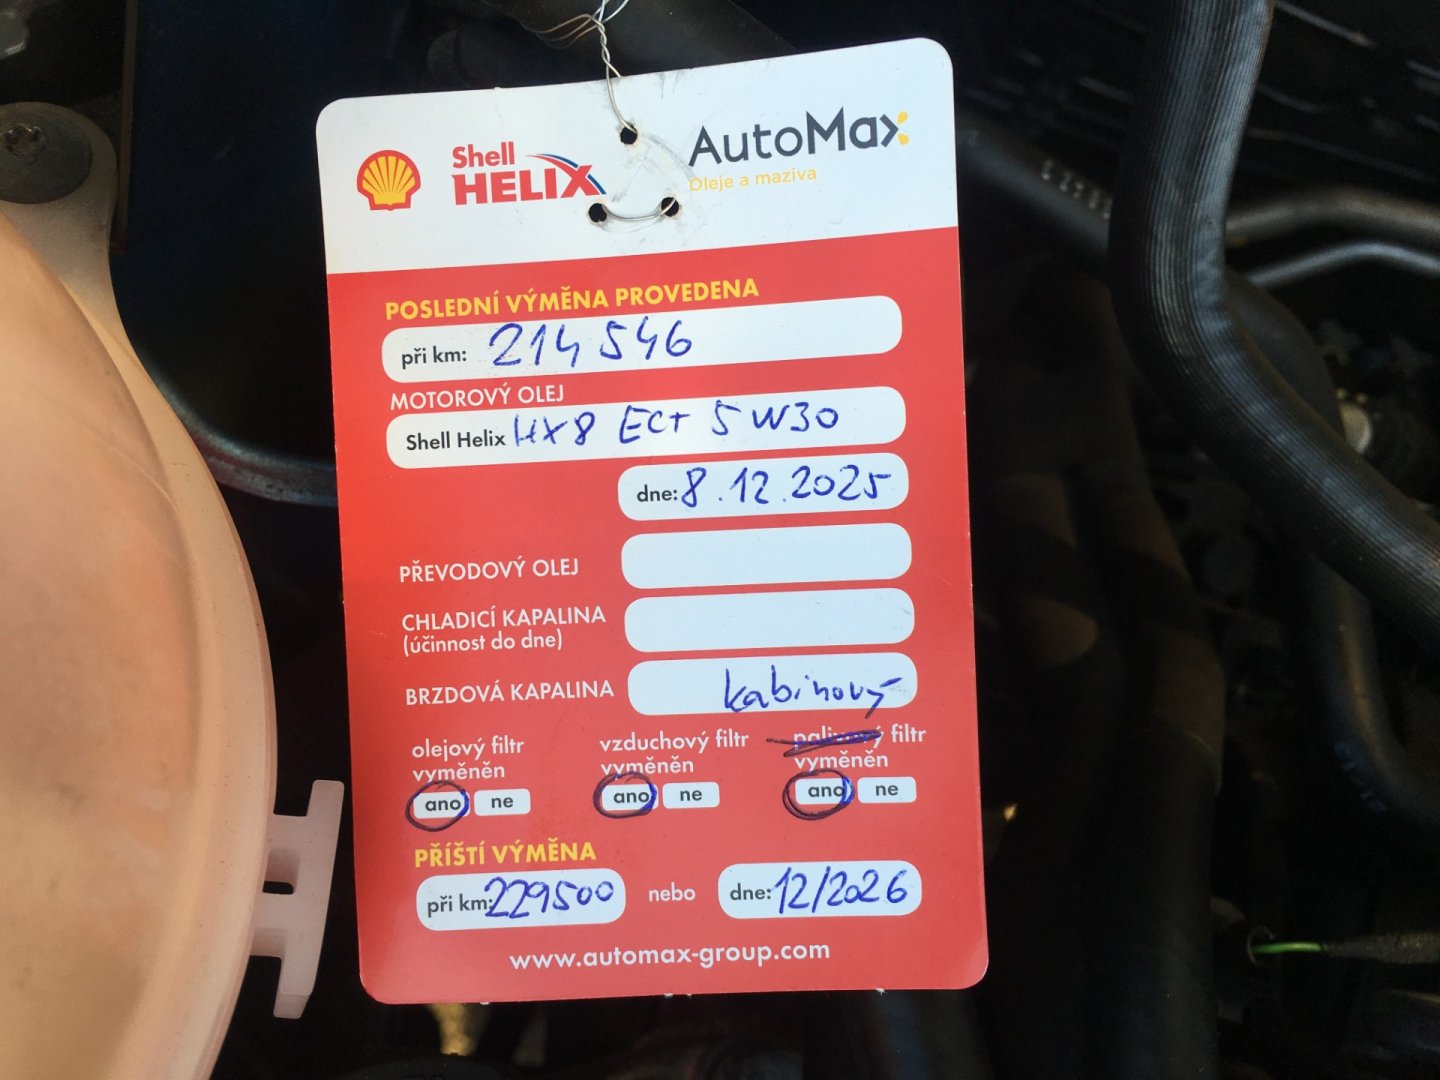 Shell
HELIX
AutoMax
Oleje a maziva
POSLEDNÍ VÝMĚNA PROVEDENA
při km: 214 546
MOTOROVÝ OLEJ
Shell Helix HX8 ECT 5W30
dne: 8.12.2025
PŘEVODOVÝ OLEJ
CHLADICÍ KAPALINA
(účinnost do dne)
BRZDOVÁ KAPALINA
kabinový
olejový filtr
vyměněn
ano ne
vzduchový filtr
vyměněn
ano ne
palivový filtr
vyměněn
ano ne
PŘÍŠTÍ VÝMĚNA
při km: 229500 nebo dne: 12/2026
www.automax-group.com